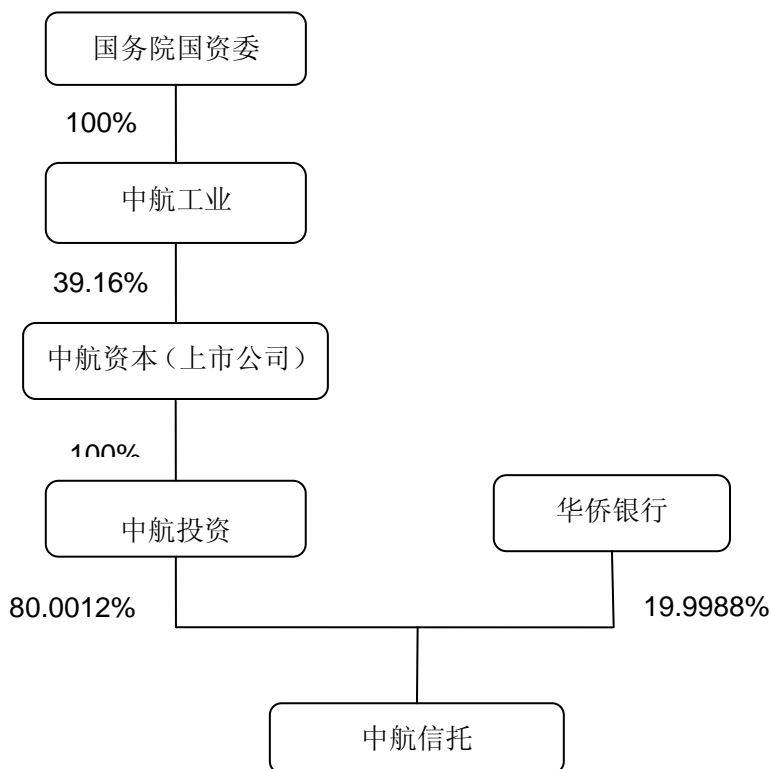 国务院国资委
100%
中航工业
39.16%
中航资本（上市公司）
100%
中航投资
华侨银行
80.0012%
19.9988%
中航信托